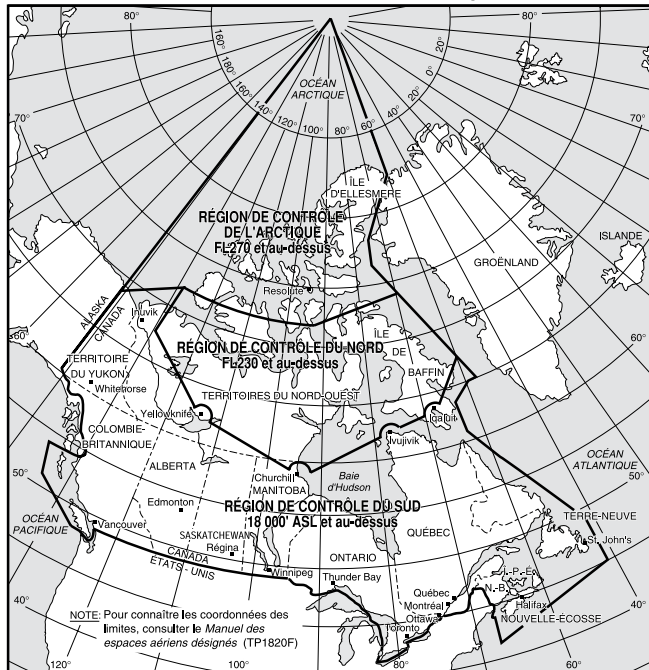 80°
80°
160°
180°
180°
160°
140°
120°
100°
80°
60°
40°
20°
0°
70°
70°
OCÉAN
ARCTIQUE
ÎLE
D'ELLESMERE
RÉGION DE CONTRÔLE
DE L'ARCTIQUE
FL270 et au-dessus
Resolute
GROËNLAND
ISLANDE
60°
60°
ALASKA
CANADA
Inuvik
RÉGION DE CONTRÔLE DU NORD
FL230 et au-dessus
ÎLE
DE
BAFFIN
TERRITOIRE
DU YUKON
Whitehorse
TERRITOIRES DU NORD-OUEST
Yellowknife
Iqaluit
Ivujivik
COLOMBIE-
BRITANNIQUE
ALBERTA
Churchill
MANITOBA
Baie
d'Hudson
OCÉAN
ATLANTIQUE
50°
50°
Edmonton
RÉGION DE CONTRÔLE DU SUD
18 000' ASL et au-dessus
OCÉAN
PACIFIQUE
Vancouver
SASKATCHEWAN
Régina
ONTARIO
QUÉBEC
TERRE-NEUVE
St. John's
CANADA
ÉTATS-UNIS
Winnipeg
Thunder Bay
Î.-P.-É.
N.-B.
Québec
Montréal
Ottawa
Toronto
Halifax
NOUVELLE-ÉCOSSE
40°
40°
NOTE: Pour connaître les coordonnées des
limites, consulter le Manuel des
espaces aériens désignés (TP1820F)
120°
100°
80°
60°